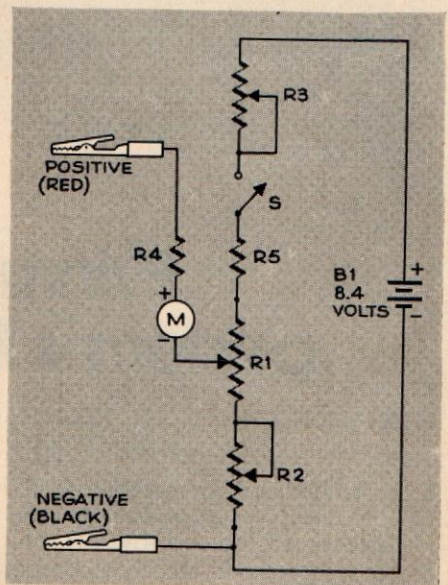 R3
POSITIVE
(RED)
S
R4
R5
+
M
-
B1
8.4
VOLTS
+
-
R1
R2
NEGATIVE
(BLACK)